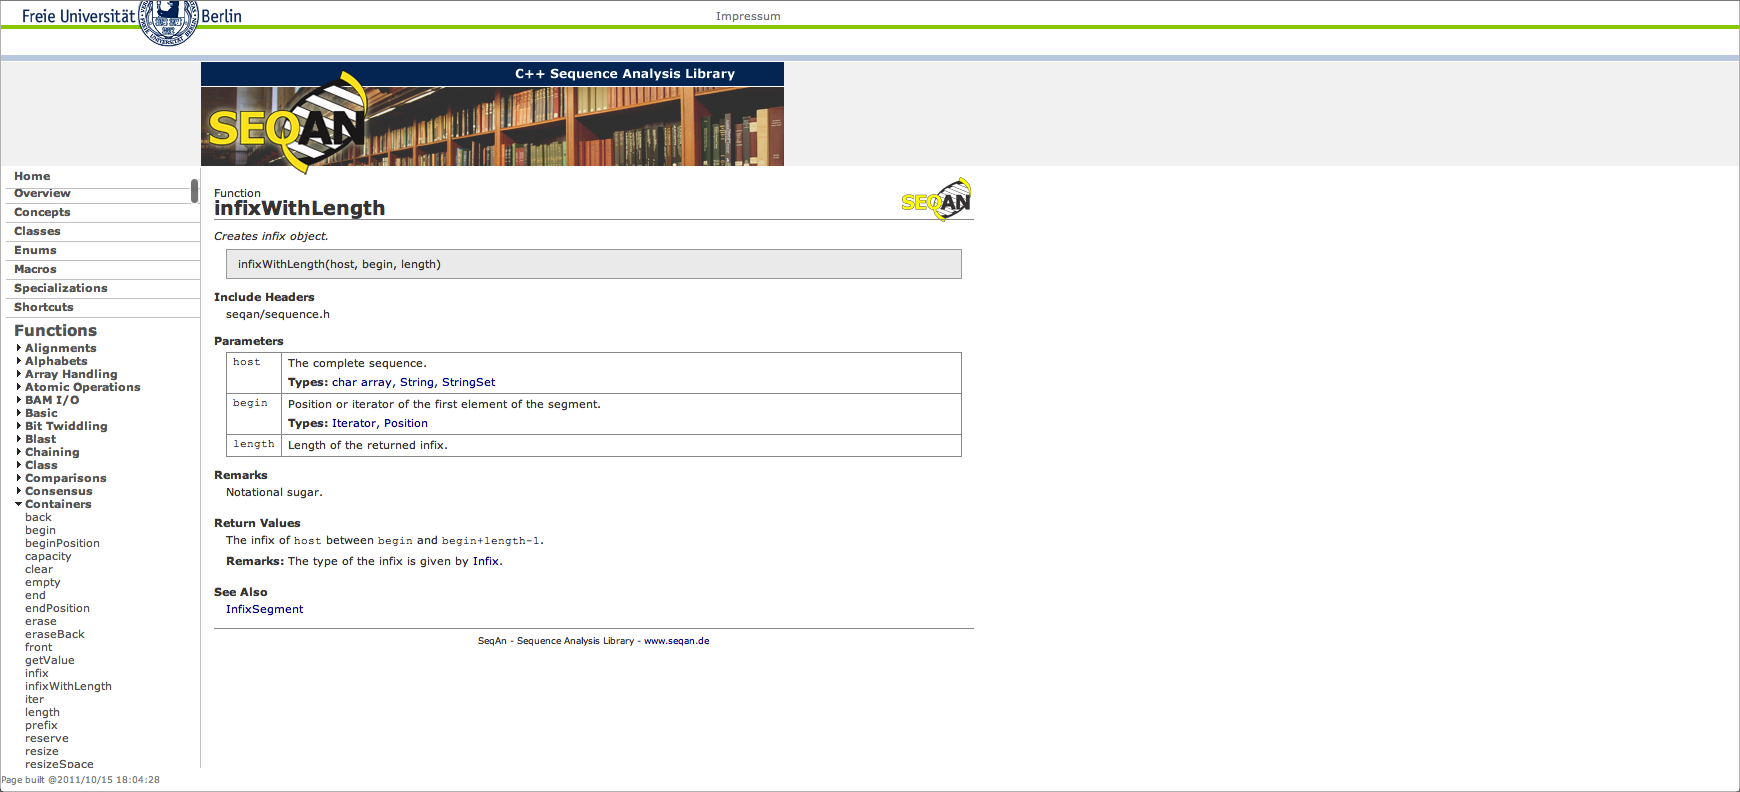 Freie Universität Berlin
Impressum
C++ Sequence Analysis Library
SEQAN
Home
Overview
Concepts
Classes
Enums
Macros
Specializations
Shortcuts
Functions
Alignments
Alphabets
Array Handling
Atomic Operations
BAM I/O
Basic
Bit Twiddling
Blast
Chaining
Class
Comparisons
Consensus
Containers
back
begin
beginPosition
capacity
clear
empty
end
endPosition
erase
eraseBack
front
getValue
infix
infixWithLength
iter
length
prefix
reserve
resize
resizeSpace
Page built @2011/10/15 18:04:28
Function
infixWithLength
SEQAN
Creates infix object.
infixWithLength(host, begin, length)
Include Headers
seqan/sequence.h
Parameters
host The complete sequence.
Types: char array, String, StringSet
begin Position or iterator of the first element of the segment.
Types: Iterator, Position
length Length of the returned infix.
Remarks
Notational sugar.
Return Values
The infix of host between begin and begin+length-1.
Remarks: The type of the infix is given by Infix.
See Also
InfixSegment
SeqAn - Sequence Analysis Library - www.seqan.de